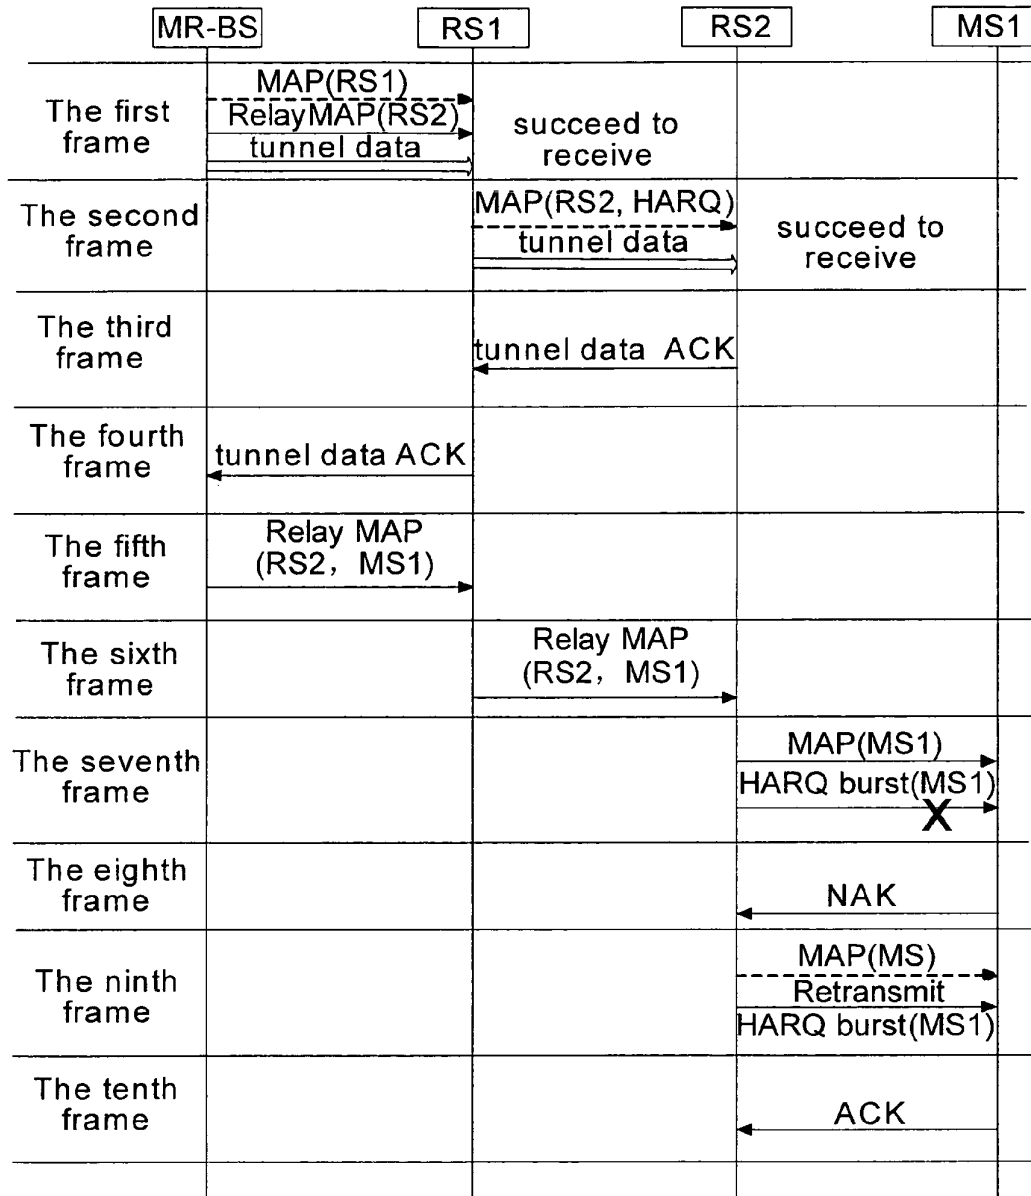 MR-BS RS1 RS2 MS1
The first
frame
MAP(RS1)
RelayMAP(RS2)
tunnel data
succeed to
receive
The second
frame
MAP(RS2, HARQ)
tunnel data
succeed to
receive
The third
frame
tunnel data ACK
The fourth
frame
tunnel data ACK
The fifth
frame
Relay MAP
(RS2, MS1)
The sixth
frame
Relay MAP
(RS2, MS1)
The seventh
frame
MAP(MS1)
HARQ burst(MS1)
X
The eighth
frame
NAK
The ninth
frame
MAP(MS)
Retransmit
HARQ burst(MS1)
The tenth
frame
ACK